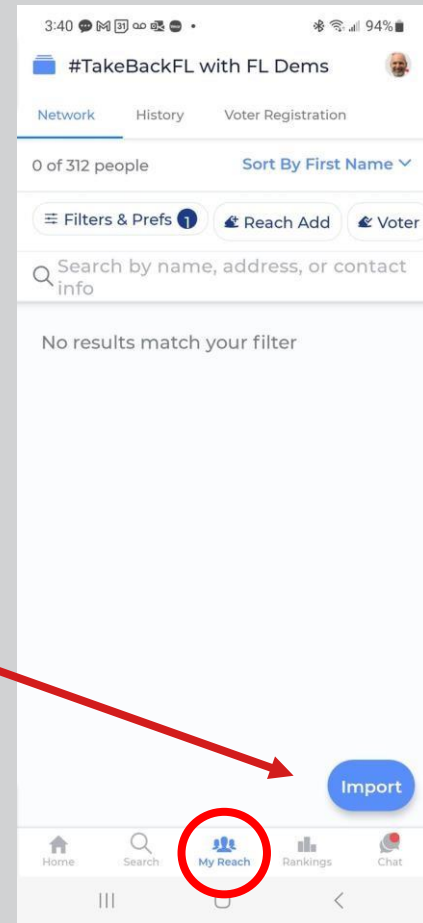 3:40
31
94%
#TakeBackFL with FL Dems
Network History Voter Registration
0 of 312 people Sort By First Name
Filters & Prefs 1 Reach Add Voter
Search by name, address, or contact
info
No results match your filter
Import
Home Search My Reach Rankings Chat